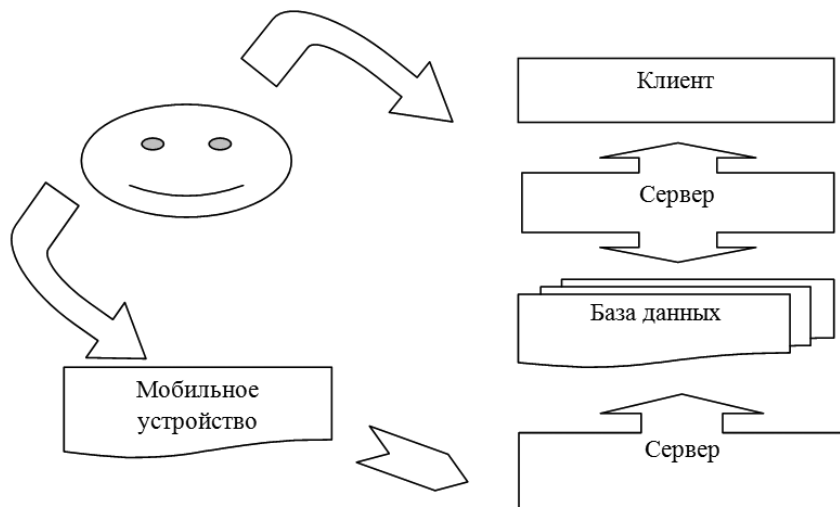 Клиент
Сервер
База данных
Мобильное
устройство
Сервер